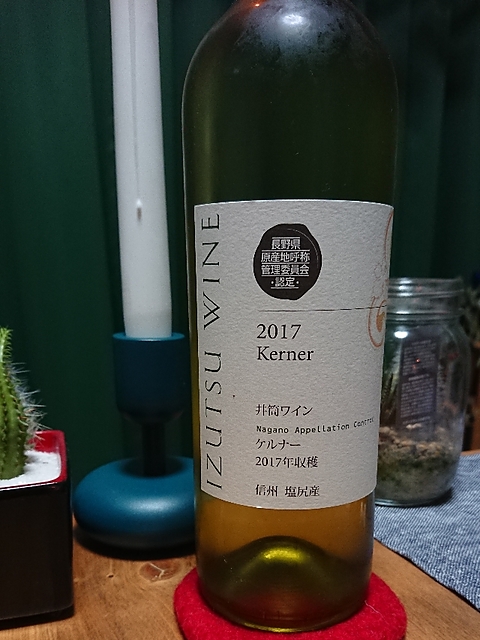 IZUTSU WINE
長野県
原産地呼称
管理委員会
・認定・
2017
Kerner
井筒ワイン
Nagano Appellation Control
ケルナー
2017年収穫
信州 塩尻産